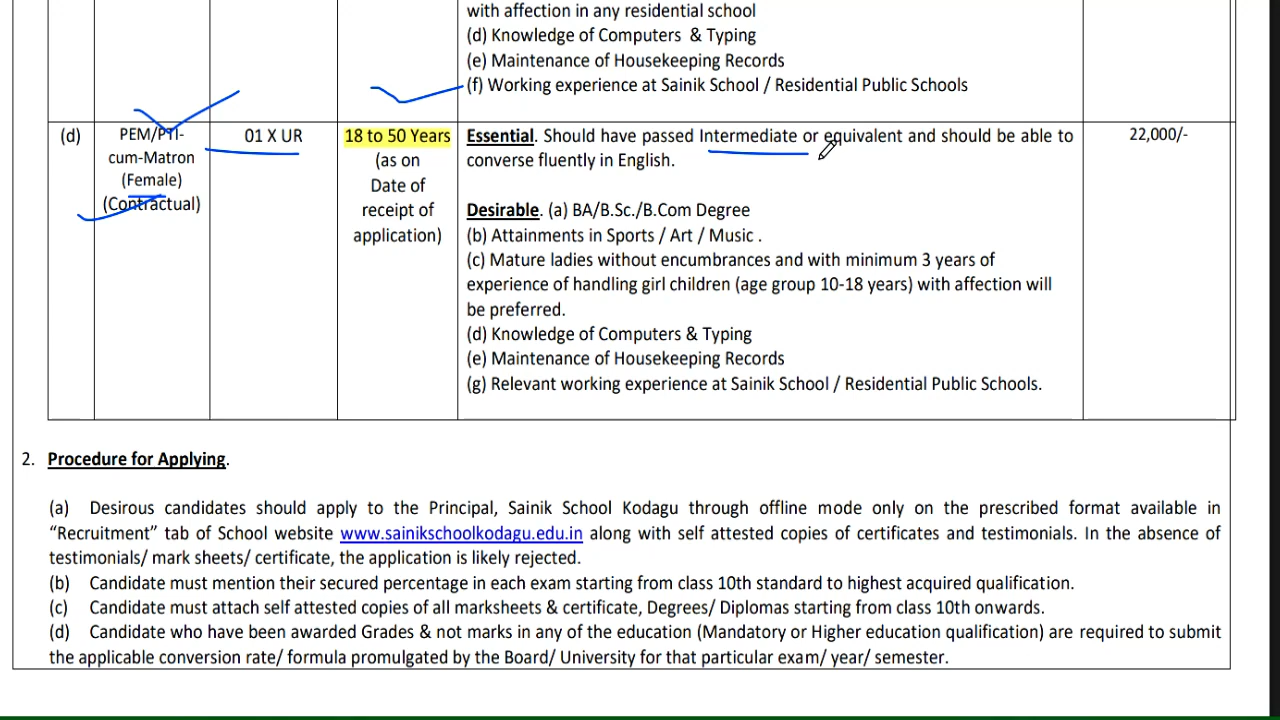 with affection in any residential school
(d) Knowledge of Computers & Typing
(e) Maintenance of Housekeeping Records
(f) Working experience at Sainik School / Residential Public Schools
(d)
PEM/PTI-
cum-Matron
(Female)
(Contractual)
01 X UR
18 to 50 Years
(as on
Date of
receipt of
application)
Essential. Should have passed Intermediate or equivalent and should be able to
converse fluently in English.
Desirable. (a) BA/B.Sc./B.Com Degree
(b) Attainments in Sports / Art / Music .
(c) Mature ladies without encumbrances and with minimum 3 years of
experience of handling girl children (age group 10-18 years) with affection will
be preferred.
(d) Knowledge of Computers & Typing
(e) Maintenance of Housekeeping Records
(g) Relevant working experience at Sainik School / Residential Public Schools.
22,000/-
2. Procedure for Applying.
(a) Desirous candidates should apply to the Principal, Sainik School Kodagu through offline mode only on the prescribed format available in
“Recruitment” tab of School website www.sainikschoolkodagu.edu.in along with self attested copies of certificates and testimonials. In the absence of
testimonials/ mark sheets/ certificate, the application is likely rejected.
(b) Candidate must mention their secured percentage in each exam starting from class 10th standard to highest acquired qualification.
(c) Candidate must attach self attested copies of all marksheets & certificate, Degrees/ Diplomas starting from class 10th onwards.
(d) Candidate who have been awarded Grades & not marks in any of the education (Mandatory or Higher education qualification) are required to submit
the applicable conversion rate/ formula promulgated by the Board/ University for that particular exam/ year/ semester.